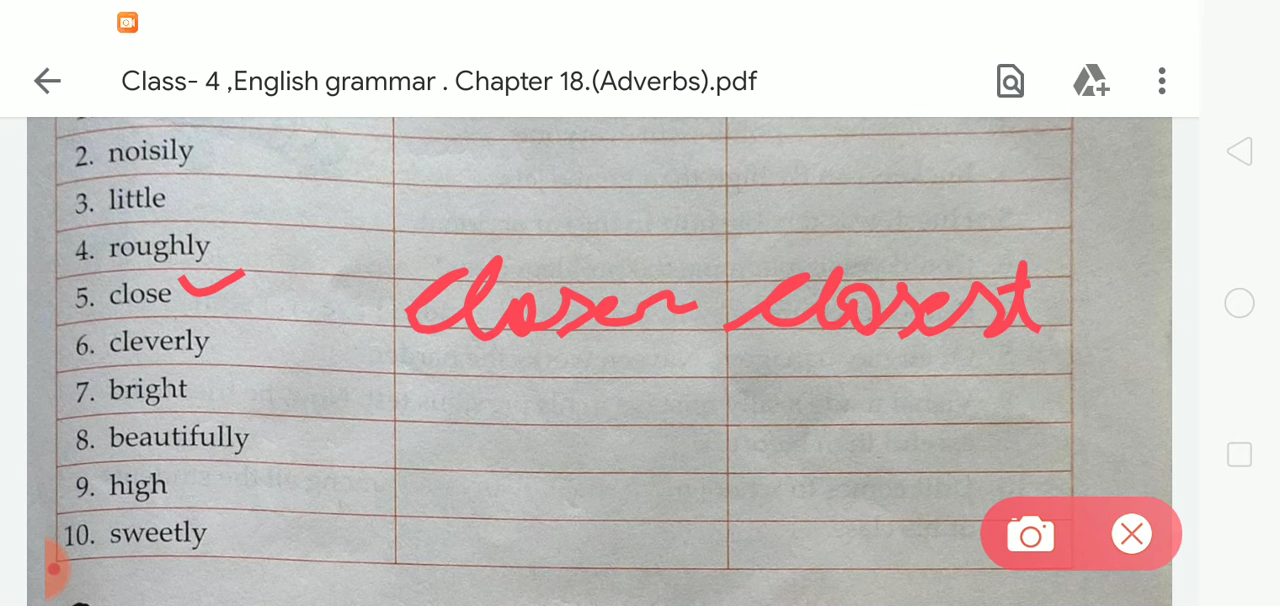 Class- 4 ,English grammar . Chapter 18.(Adverbs).pdf
2. noisily
3. little
4. roughly
5. close closer closest
6. cleverly
7. bright
8. beautifully
9. high
10. sweetly